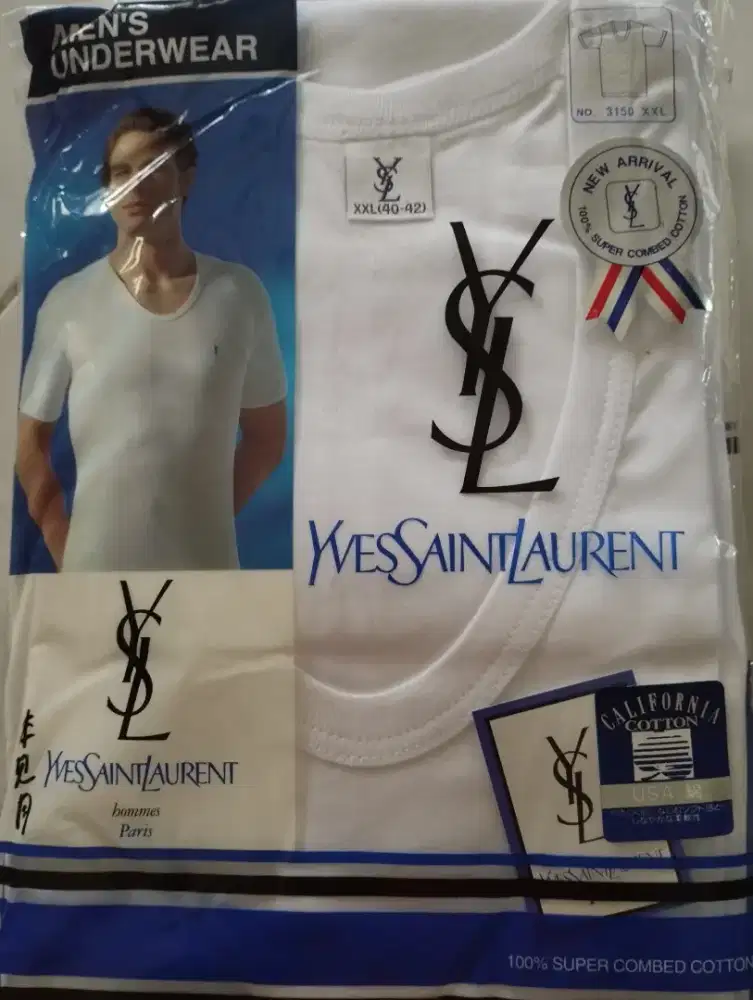 MEN'S
UNDERWEAR
NO. 3150 XXL
YSL
XXL(40-42)
NEW ARRIVAL
YSL
100% SUPER COMBED COTTON
YSL
YVESSAINTLAURENT
YSL
YVESSAINTLAURENT
hommes
Paris
CALIFORNIA
COTTON
USA 綿
YSL
100% SUPER COMBED COTTON